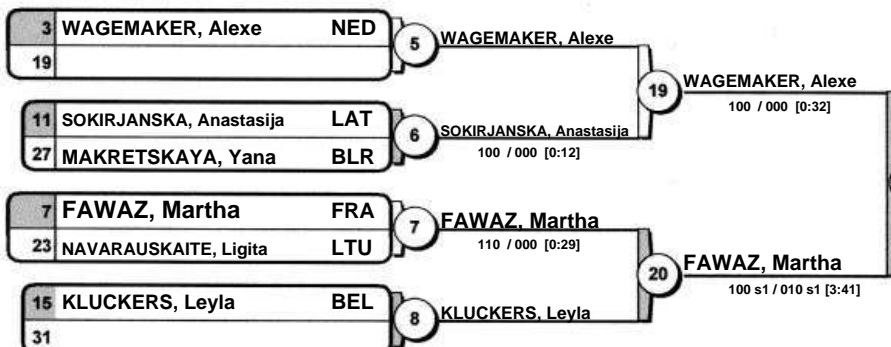 3 WAGEMAKER, Alexe NED
19
5
WAGEMAKER, Alexe
11 SOKIRJANSKA, Anastasija LAT
27 MAKRETSKAYA, Yana BLR
6
SOKIRJANSKA, Anastasija
100 / 000 [0:12]
19
WAGEMAKER, Alexe
100 / 000 [0:32]
7 FAWAZ, Martha FRA
23 NAVARAUSKAITE, Ligita LTU
7
FAWAZ, Martha
110 / 000 [0:29]
15 KLUCKERS, Leyla BEL
31
8
KLUCKERS, Leyla
20
FAWAZ, Martha
100 s1 / 010 s1 [3:41]